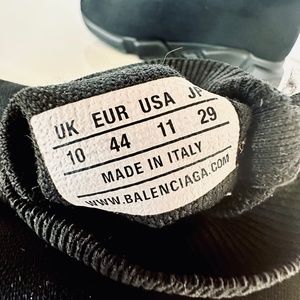 UK EUR USA JP
10 44 11 29
MADE IN ITALY
WWW.BALENCIAGA.COM